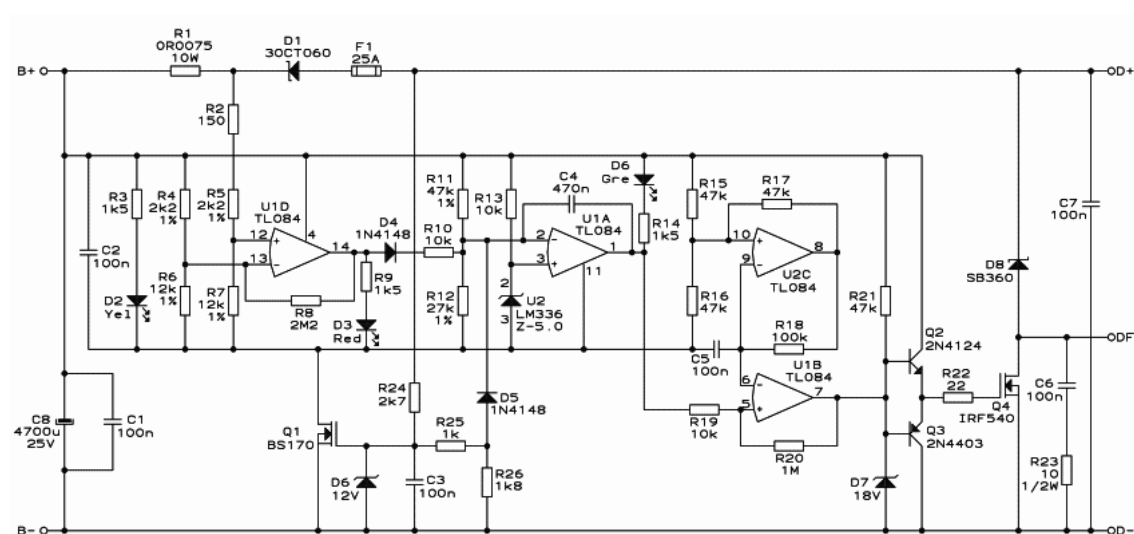 R1
0R0075
10W
D1
30CT060
F1
25A
B+
D+
R2
150
R3
1k5
R4
2k2
1%
R5
2k2
1%
U1D
TL084
12
+
13
−
14
4
D4
1N4148
R10
10k
R11
47k
1%
R13
10k
C4
470n
U1A
TL084
2
−
3
+
1
11
D6
Gre
R14
1k5
R15
47k
R17
47k
10
+
9
−
8
U2C
TL084
C7
100n
C2
100n
D2
Yel
R6
12k
1%
R7
12k
1%
R8
2M2
R9
1k5
D3
Red
R12
27k
1%
2
U2
LM336
Z-5.0
3
R16
47k
R18
100k
C5
100n
R21
47k
D8
SB360
Q2
2N4124
DF
U1B
TL084
6
−
5
+
7
R22
22
Q4
IRF540
C6
100n
C8
4700u
25V
C1
100n
Q1
BS170
R24
2k7
R25
1k
D5
1N4148
R19
10k
R20
1M
Q3
2N4403
D6
12V
C3
100n
R26
1k8
D7
18V
R23
10
1/2W
B−
D−